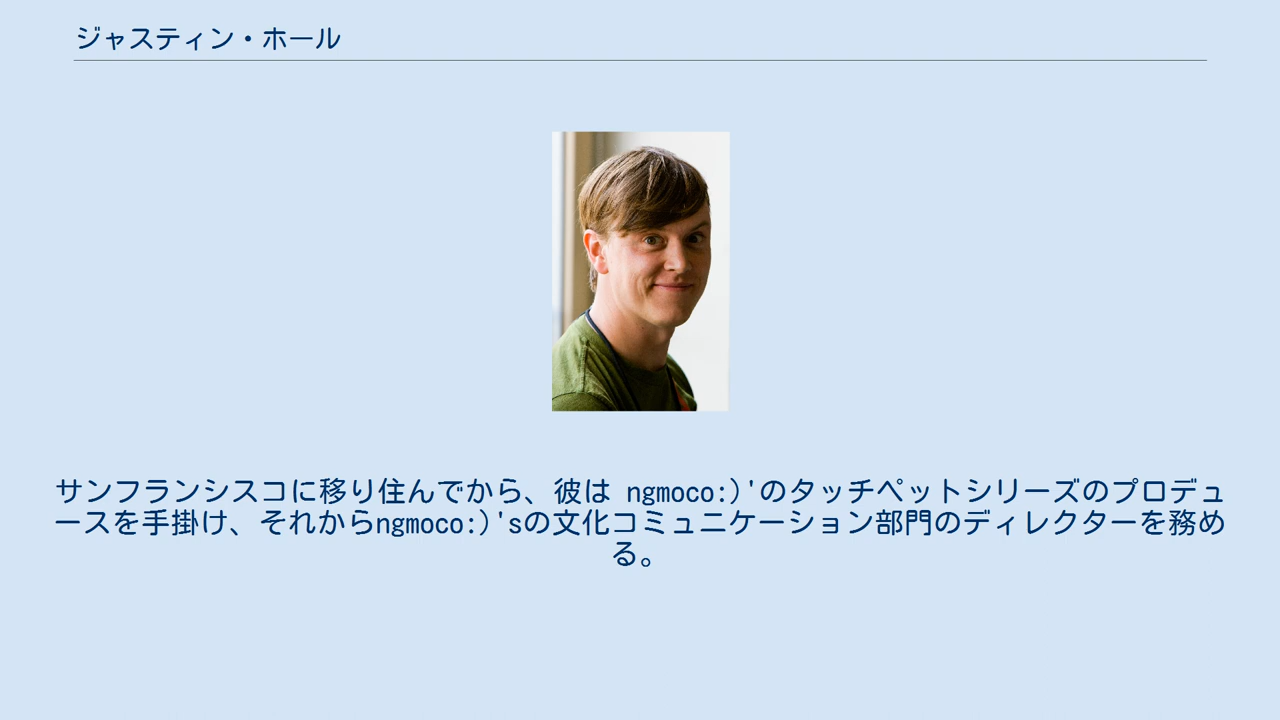 ジャスティン・ホール
サンフランシスコに移り住んでから、彼は ngmoco:)'のタッチペットシリーズのプロデュ
ースを手掛け、それからngmoco:)'sの文化コミュニケーション部門のディレクターを務め
る。